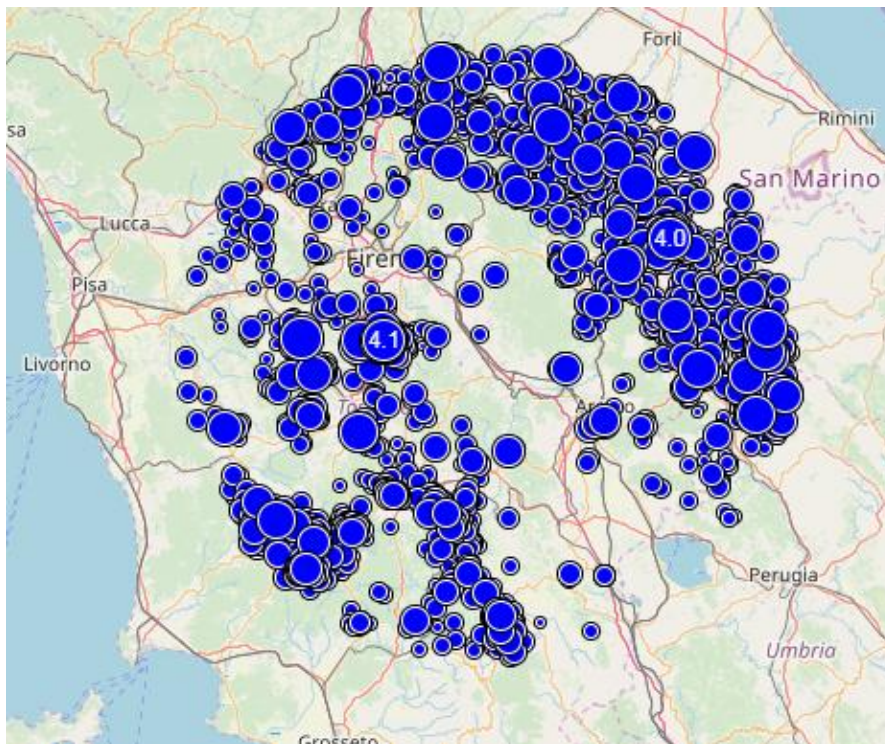 Forlì
Rimini
sa
San Marino
Lucca
4.0
Firen
Pisa
4.1
Livorno
Perugia
Umbria
Grosseto